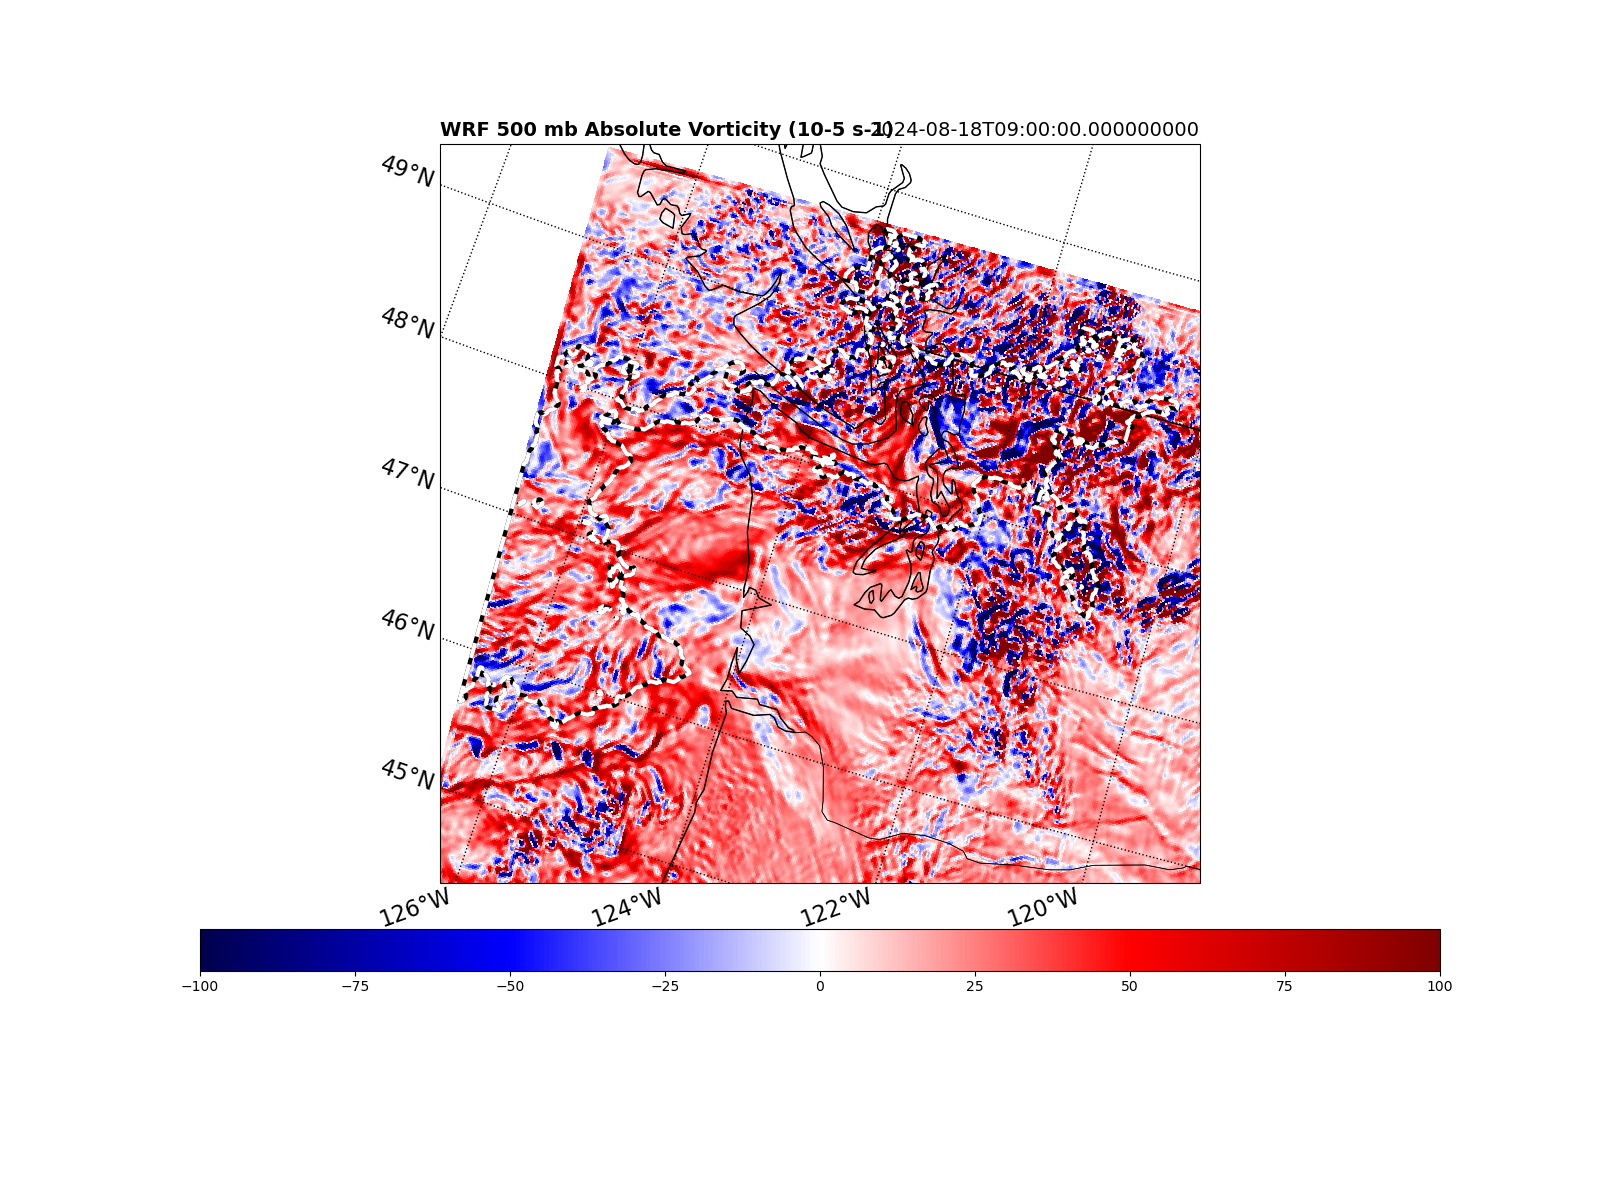 WRF 500 mb Absolute Vorticity (10-5 s-1) 2024-08-18T09:00:00.000000000
49°N
48°N
47°N
46°N
45°N
126°W 124°W 122°W 120°W
−100 −75 −50 −25 0 25 50 75 100